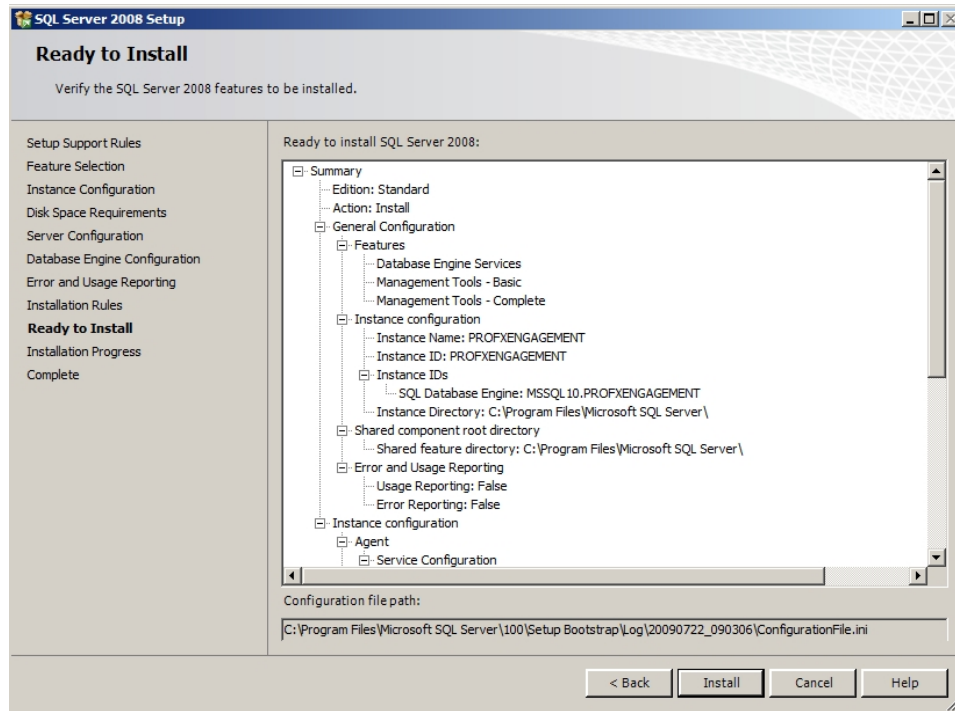 SQL Server 2008 Setup
Ready to Install
Verify the SQL Server 2008 features to be installed.
Setup Support Rules
Feature Selection
Instance Configuration
Disk Space Requirements
Server Configuration
Database Engine Configuration
Error and Usage Reporting
Installation Rules
Ready to Install
Installation Progress
Complete
Ready to install SQL Server 2008:
Summary
Edition: Standard
Action: Install
General Configuration
Features
Database Engine Services
Management Tools - Basic
Management Tools - Complete
Instance configuration
Instance Name: PROFXENGAGEMENT
Instance ID: PROFXENGAGEMENT
Instance IDs
SQL Database Engine: MSSQL10.PROFXENGAGEMENT
Instance Directory: C:\Program Files\Microsoft SQL Server\
Shared component root directory
Shared feature directory: C:\Program Files\Microsoft SQL Server\
Error and Usage Reporting
Usage Reporting: False
Error Reporting: False
Instance configuration
Agent
Service Configuration
Configuration file path:
C:\Program Files\Microsoft SQL Server\100\Setup Bootstrap\Log\20090722_090306\ConfigurationFile.ini
< Back Install Cancel Help